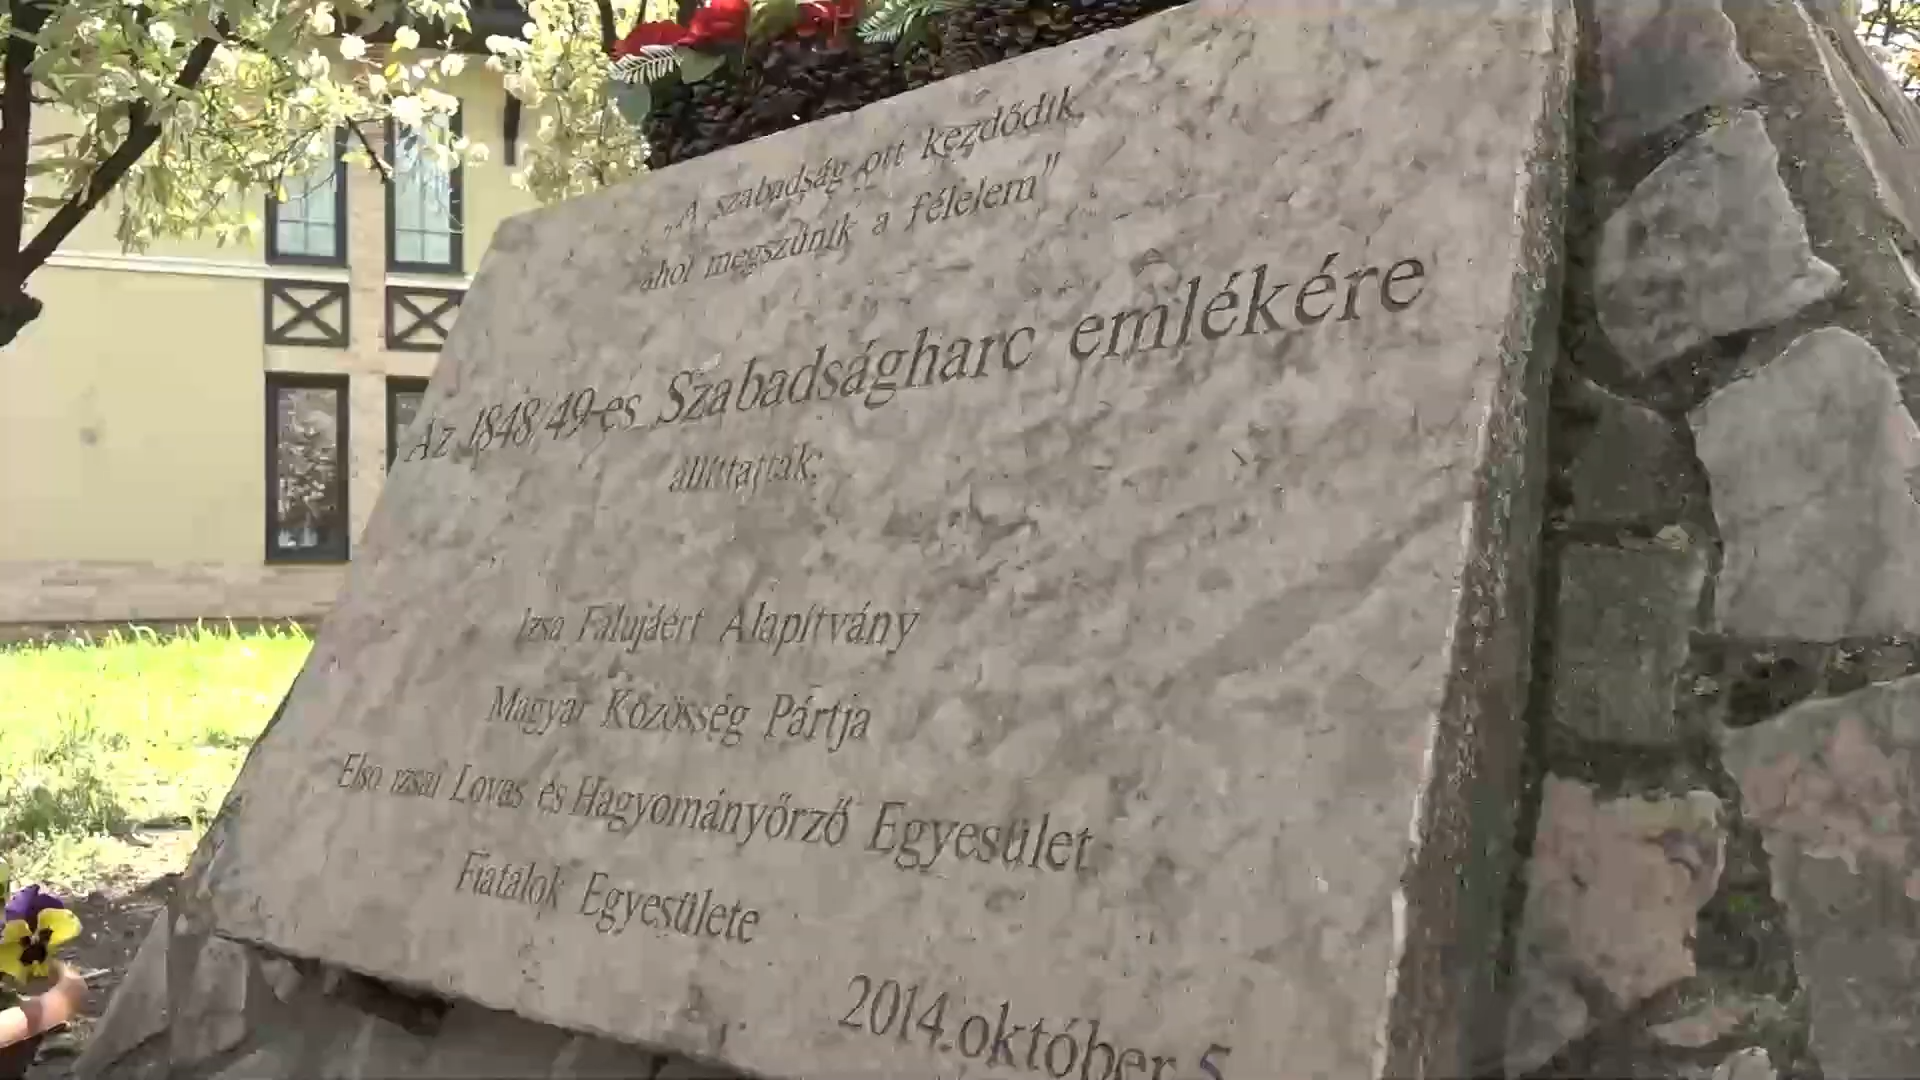 „A szabadság ott kezdődik,
ahol megszűnik a félelem”
Az 1848/49-es Szabadságharc emlékére
állíttatták:
Izsa Falujáért Alapítvány
Magyar Közösség Pártja
Első izsai Lovas és Hagyományőrző Egyesület
Fiatalok Egyesülete
2014.október 5